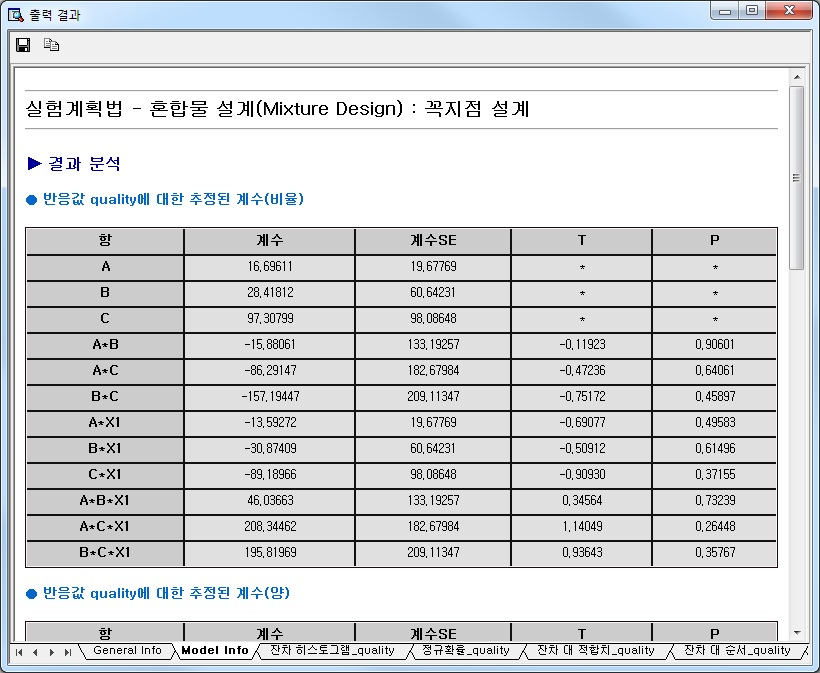 출력 결과
실험계획법 - 혼합물 설계(Mixture Design) : 꼭지점 설계
▶ 결과 분석
● 반응값 quality에 대한 추정된 계수(비율)
항 계수 계수SE T P
A 16,69611 19,67769 * *
B 28,41812 60,64231 * *
C 97,30799 98,08648 * *
A*B -15,88061 133,19257 -0,11923 0,90601
A*C -86,29147 182,67984 -0,47236 0,64061
B*C -157,19447 209,11347 -0,75172 0,45897
A*X1 -13,59272 19,67769 -0,69077 0,49583
B*X1 -30,87409 60,64231 -0,50912 0,61496
C*X1 -89,18966 98,08648 -0,90930 0,37155
A*B*X1 46,03663 133,19257 0,34564 0,73239
A*C*X1 208,34462 182,67984 1,14049 0,26448
B*C*X1 195,81969 209,11347 0,93643 0,35767
● 반응값 quality에 대한 추정된 계수(양)
항 계수 계수SE T P
General Info Model Info 잔차 히스토그램_quality 정규확률_quality 잔차 대 적합치_quality 잔차 대 순서_quality